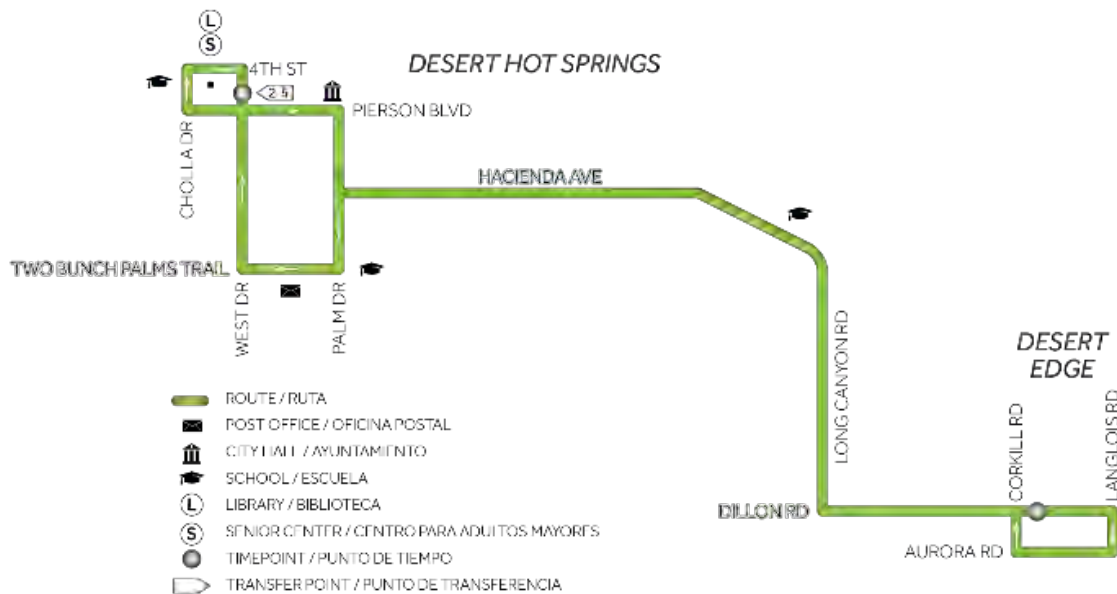 L
S
4TH ST
DESERT HOT SPRINGS
PIERSON BLVD
CHOLLA DR
HACIENDA AVE
TWO BUNCH PALMS TRAIL
WEST DR
PALM DR
LONG CANYON RD
DESERT
EDGE
CORKILL RD
LANGLOIS RD
DILLON RD
AURORA RD
ROUTE / RUTA
POST OFFICE / OFICINA POSTAL
CITY HALL / AYUNTAMIENTO
SCHOOL / ESCUELA
L LIBRARY / BIBLIOTECA
S SENIOR CENTER / CENTRO PARA ADULTOS MAYORES
TIMEPOINT / PUNTO DE TIEMPO
TRANSFER POINT / PUNTO DE TRANSFERENCIA